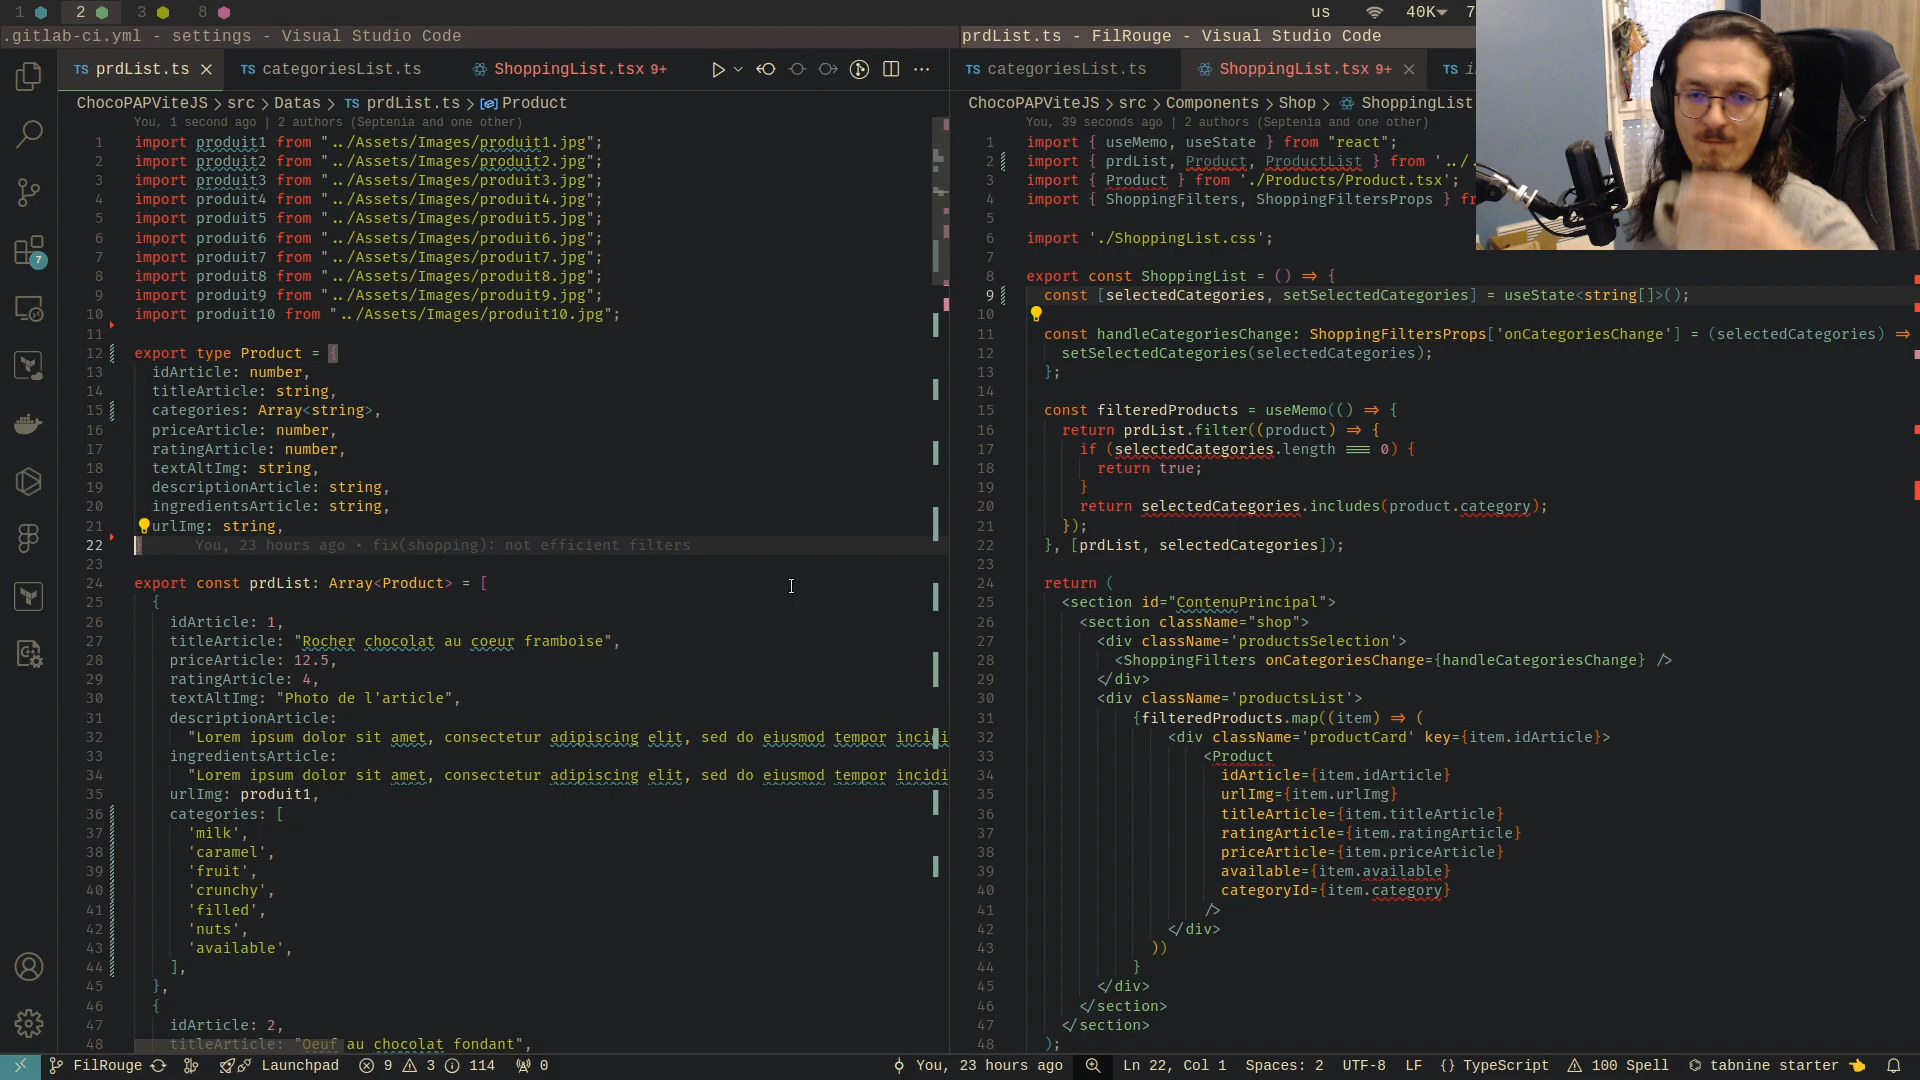 1 2 3 8
us 40K 7
.gitlab-ci.yml - settings - Visual Studio Code
prdList.ts - FilRouge - Visual Studio Code
TS prdList.ts TS categoriesList.ts ShoppingList.tsx 9+
TS categoriesList.ts ShoppingList.tsx 9+ TS
ChocoPAPViteJS > src > Datas > TS prdList.ts > Product
You, 1 second ago | 2 authors (Septenia and one other)
1 import produit1 from "../Assets/Images/produit1.jpg";
2 import produit2 from "../Assets/Images/produit2.jpg";
3 import produit3 from "../Assets/Images/produit3.jpg";
4 import produit4 from "../Assets/Images/produit4.jpg";
5 import produit5 from "../Assets/Images/produit5.jpg";
6 import produit6 from "../Assets/Images/produit6.jpg";
7 import produit7 from "../Assets/Images/produit7.jpg";
8 import produit8 from "../Assets/Images/produit8.jpg";
9 import produit9 from "../Assets/Images/produit9.jpg";
10 import produit10 from "../Assets/Images/produit10.jpg";
11
12 export type Product = {
13 idArticle: number,
14 titleArticle: string,
15 categories: Array<string>,
16 priceArticle: number,
17 ratingArticle: number,
18 textAltImg: string,
19 descriptionArticle: string,
20 ingredientsArticle: string,
21 urlImg: string,
22 } You, 23 hours ago • fix(shopping): not efficient filters
23
24 export const prdList: Array<Product> = [
25 {
26 idArticle: 1,
27 titleArticle: "Rocher chocolat au coeur framboise",
28 priceArticle: 12.5,
29 ratingArticle: 4,
30 textAltImg: "Photo de l'article",
31 descriptionArticle:
32 "Lorem ipsum dolor sit amet, consectetur adipiscing elit, sed do eiusmod tempor incidi
33 ingredientsArticle:
34 "Lorem ipsum dolor sit amet, consectetur adipiscing elit, sed do eiusmod tempor incidi
35 urlImg: produit1,
36 categories: [
37 'milk',
38 'caramel',
39 'fruit',
40 'crunchy',
41 'filled',
42 'nuts',
43 'available',
44 ],
45 },
46 {
47 idArticle: 2,
48 titleArticle: "Oeuf au chocolat fondant",
ChocoPAPViteJS > src > Components > Shop > ShoppingList
You, 39 seconds ago | 2 authors (Septenia and one other)
1 import { useMemo, useState } from "react";
2 import { prdList, Product, ProductList } from '../.
3 import { Product } from './Products/Product.tsx';
4 import { ShoppingFilters, ShoppingFiltersProps } fr
5
6 import './ShoppingList.css';
7
8 export const ShoppingList = () => {
9 const [selectedCategories, setSelectedCategories] = useState<string[]>();
10
11 const handleCategoriesChange: ShoppingFiltersProps['onCategoriesChange'] = (selectedCategories) =>
12 setSelectedCategories(selectedCategories);
13 };
14
15 const filteredProducts = useMemo(() => {
16 return prdList.filter((product) => {
17 if (selectedCategories.length === 0) {
18 return true;
19 }
20 return selectedCategories.includes(product.category);
21 });
22 }, [prdList, selectedCategories]);
23
24 return (
25 <section id="ContenuPrincipal">
26 <section className="shop">
27 <div className='productsSelection'>
28 <ShoppingFilters onCategoriesChange={handleCategoriesChange} />
29 </div>
30 <div className='productsList'>
31 {filteredProducts.map((item) => (
32 <div className='productCard' key={item.idArticle}>
33 <Product
34 idArticle={item.idArticle}
35 urlImg={item.urlImg}
36 titleArticle={item.titleArticle}
37 ratingArticle={item.ratingArticle}
38 priceArticle={item.priceArticle}
39 available={item.available}
40 categoryId={item.category}
41 />
42 </div>
43 ))
44 }
45 </div>
46 </section>
47 </section>
48 );
7
FilRouge Launchpad 9 3 114 0 You, 23 hours ago Ln 22, Col 1 Spaces: 2 UTF-8 LF {} TypeScript 100 Spell tabnine starter